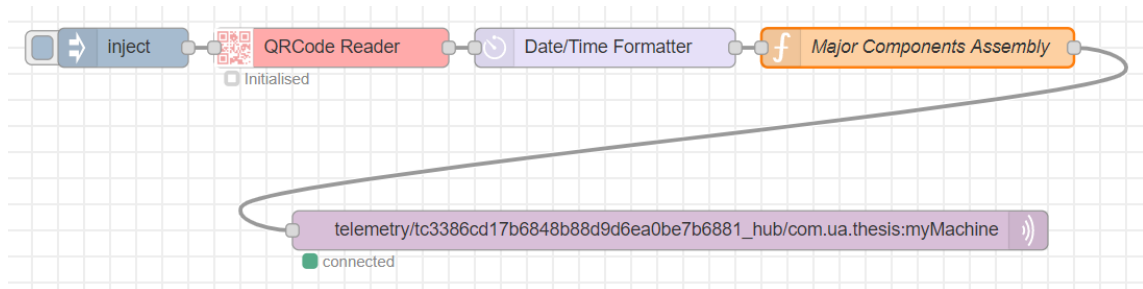 inject
QRCode Reader
Date/Time Formatter
Major Components Assembly
Initialised
telemetry/tc3386cd17b6848b88d9d6ea0be7b6881_hub/com.ua.thesis:myMachine
connected